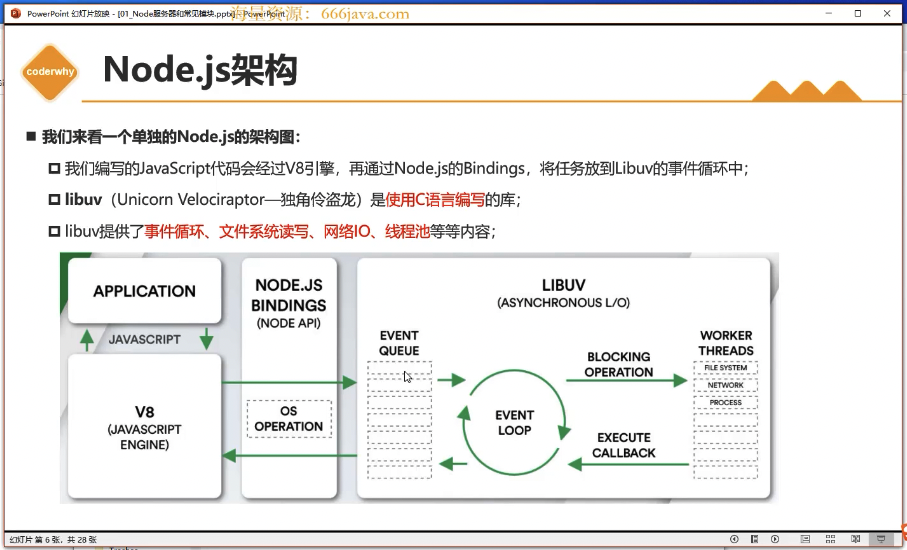 PowerPoint 幻灯片放映 - [01_Node服务器和常见模块.pptx] - PowerPoint
海量资源：666java.com
coderwhy
Node.js架构
我们来看一个单独的Node.js的架构图：
我们编写的JavaScript代码会经过V8引擎，再通过Node.js的Bindings，将任务放到Libuv的事件循环中；
libuv（Unicorn Velociraptor—独角伶盗龙）是使用C语言编写的库；
libuv提供了事件循环、文件系统读写、网络IO、线程池等等内容；
APPLICATION
JAVASCRIPT
V8
(JAVASCRIPT
ENGINE)
NODE.JS
BINDINGS
(NODE API)
OS
OPERATION
LIBUV
(ASYNCHRONOUS L/O)
EVENT
QUEUE
EVENT
LOOP
BLOCKING
OPERATION
EXECUTE
CALLBACK
WORKER
THREADS
FILE SYSTEM
NETWORK
PROCESS
幻灯片 第 6 张，共 28 张